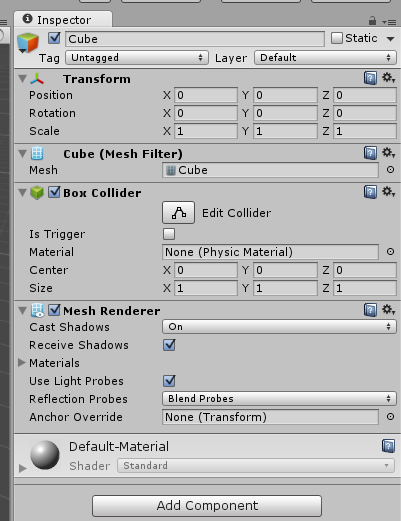 Inspector
Cube Static
Tag Untagged Layer Default
Transform
Position X 0 Y 0 Z 0
Rotation X 0 Y 0 Z 0
Scale X 1 Y 1 Z 1
Cube (Mesh Filter)
Mesh Cube
Box Collider
Edit Collider
Is Trigger
Material None (Physic Material)
Center X 0 Y 0 Z 0
Size X 1 Y 1 Z 1
Mesh Renderer
Cast Shadows On
Receive Shadows
Materials
Use Light Probes
Reflection Probes Blend Probes
Anchor Override None (Transform)
Default-Material
Shader Standard
Add Component